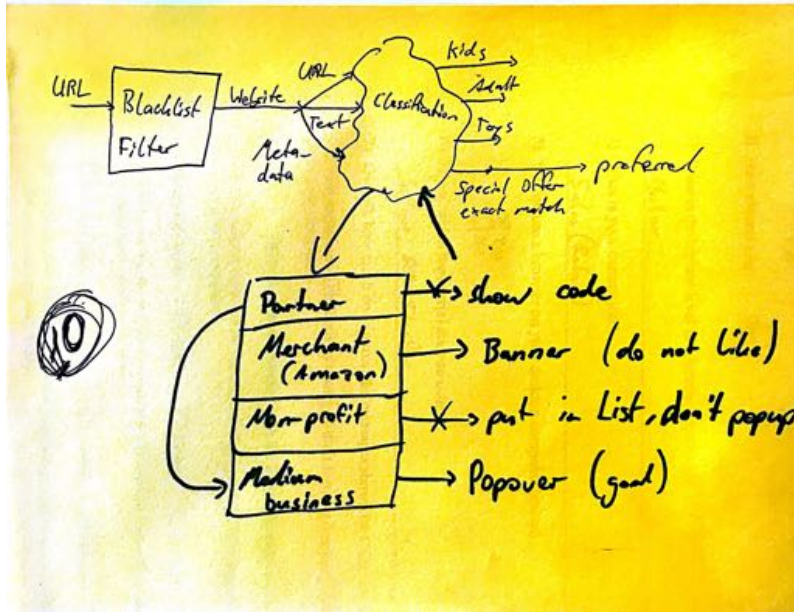 URL
Blacklist
Filter
Website
URL
Text
Meta-
data
Classification
Kids
Adult
Toys
Special Offer
exact match
preferred
Partner
show code
Merchant
(Amazon)
Banner (do not like)
Non-profit
put in List, don't popup
Medium
business
Popover (good)